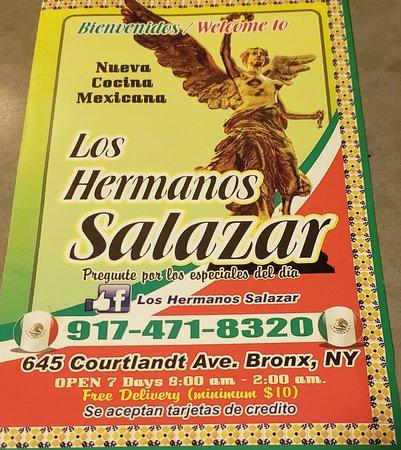 Bienvenidos / Welcome to
Nueva
Cocina
Mexicana
Los
Hermanos
Salazar
Pregunte por los especiales del dia
f Los Hermanos Salazar
917-471-8320
645 Courtlandt Ave. Bronx, NY
OPEN 7 Days 8:00 am - 2:00 am.
Free Delivery (minimum $10)
Se aceptan tarjetas de credito